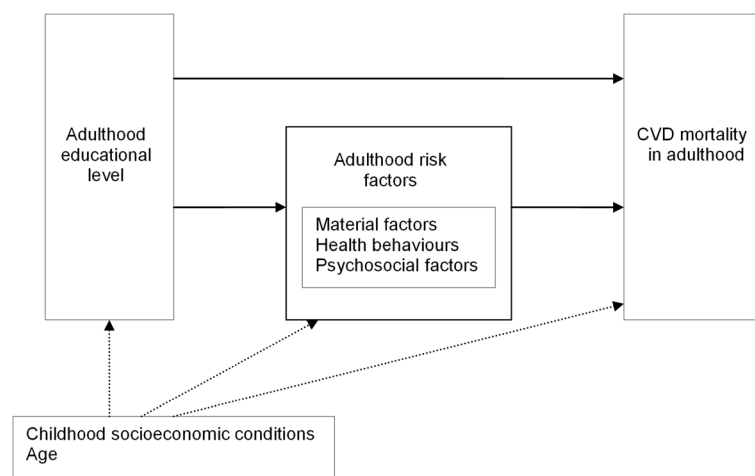 Adulthood
educational
level
Adulthood risk
factors
Material factors
Health behaviours
Psychosocial factors
CVD mortality
in adulthood
Childhood socioeconomic conditions
Age